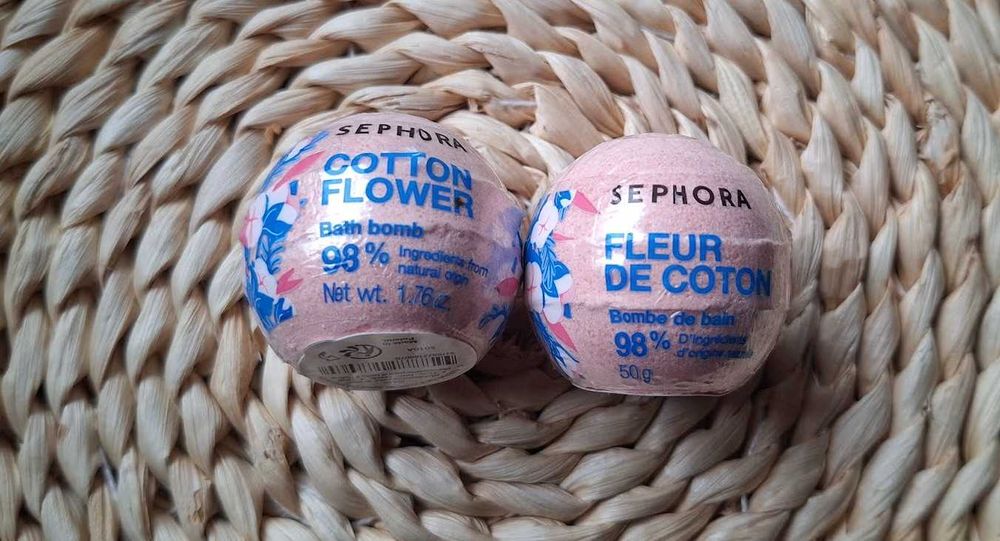 SEPHORA
COTTON
FLOWER
Bath bomb
98% Ingredients from
natural origin
Net wt. 1.76
SEPHORA
FLEUR
DE COTON
Bombe de bain
98% D'ingrédients
d'origine
50g